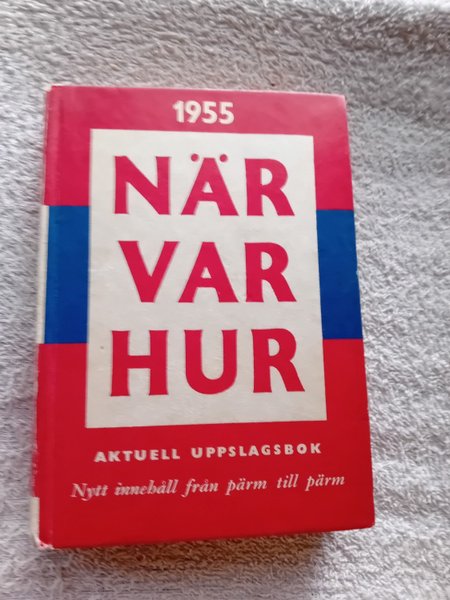 1955
NÄR
VAR
HUR
AKTUELL UPPSLAGSBOK
Nytt innehåll från pärm till pärm